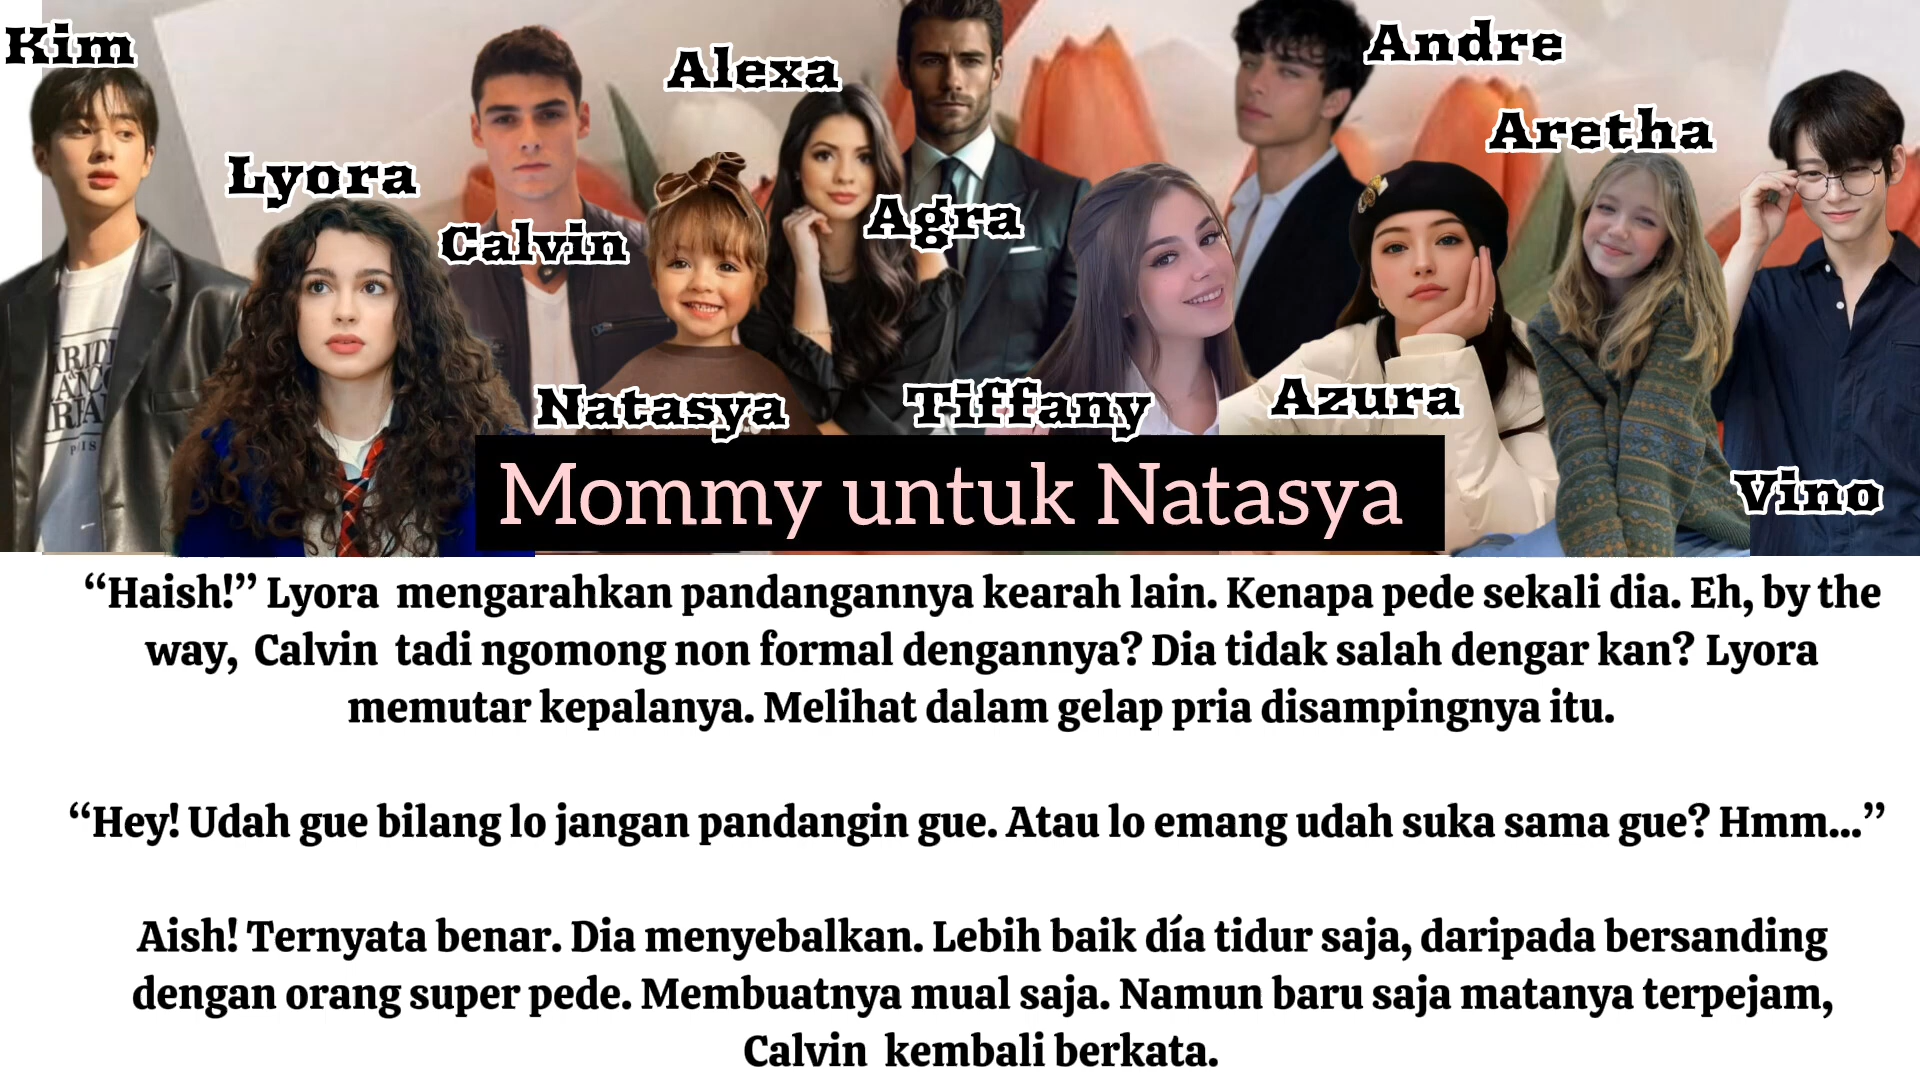 Kim
Lyora
Calvin
Alexa
Agra
Andre
Aretha
Natasya
Tiffany
Azura
Vino
Mommy untuk Natasya
“Haish!” Lyora mengarahkan pandangannya kearah lain. Kenapa pede sekali dia. Eh, by the
way, Calvin tadi ngomong non formal dengannya? Dia tidak salah dengar kan? Lyora
memutar kepalanya. Melihat dalam gelap pria disampingnya itu.
“Hey! Udah gue bilang lo jangan pandangin gue. Atau lo emang udah suka sama gue? Hmm...”
Aish! Ternyata benar. Dia menyebalkan. Lebih baik día tidur saja, daripada bersanding
dengan orang super pede. Membuatnya mual saja. Namun baru saja matanya terpejam,
Calvin kembali berkata.